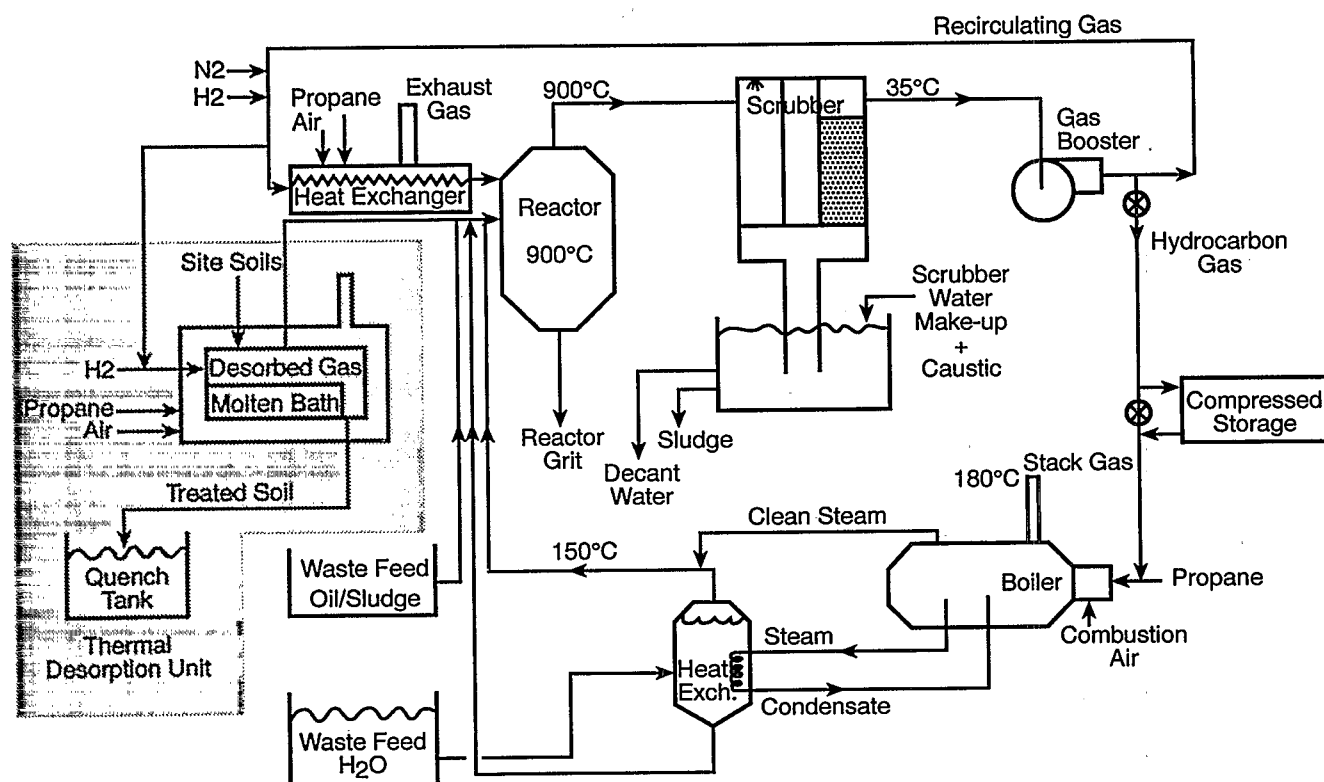 Recirculating Gas
N2
H2
Propane
Air
Exhaust
Gas
900°C
Scrubber
35°C
Gas
Booster
Heat Exchanger
Reactor
900°C
Hydrocarbon
Gas
Site Soils
Scrubber
Water
Make-up
+
Caustic
H2
Desorbed Gas
Molten Bath
Propane
Air
Reactor
Grit
Sludge
Decant
Water
Compressed
Storage
Treated Soil
Stack Gas
180°C
Clean Steam
150°C
Quench
Tank
Waste Feed
Oil/Sludge
Boiler
Propane
Combustion
Air
Thermal
Desorption Unit
Steam
Heat
Exch.
Condensate
Waste Feed
H2O